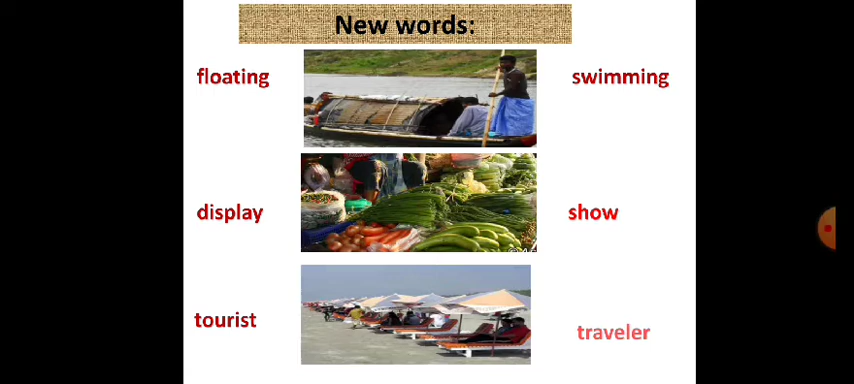 New words:
floating
swimming
display
show
tourist
traveler